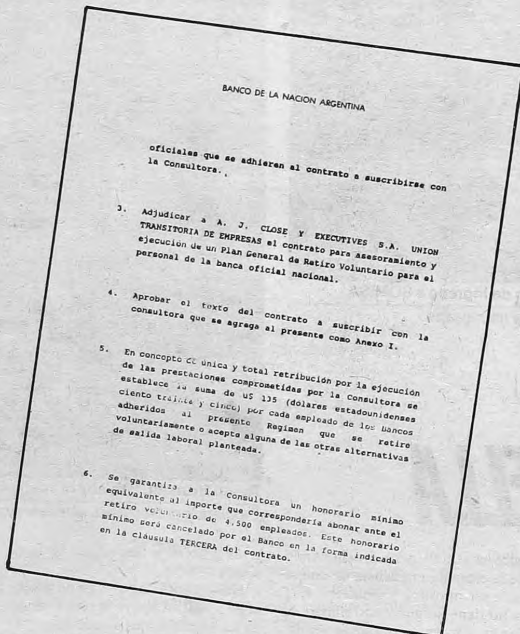 BANCO DE LA NACION ARGENTINA
oficiales que se adhieran al contrato a suscribirse con
la Consultora.
3. Adjudicar a A. J. CLOSE Y EXECUTIVES S.A. UNION
TRANSITORIA DE EMPRESAS el contrato para asesoramiento y
ejecución de un Plan General de Retiro Voluntario para el
personal de la banca oficial nacional.
4. Aprobar el texto del contrato a suscribir con la
consultora que se agrega al presente como Anexo I.
5. En concepto de única y total retribución por la ejecución
de las prestaciones comprometidas por la Consultora se
establece la suma de U$ 135 (dólares estadounidenses
ciento treinta y cinco) por cada empleado de los bancos
adheridos al presente Regimen que se retire
voluntariamente o acepto alguna de las otras alternativas
de salida laboral planteada.
6. Se garantiza a la Consultora un honorario mínimo
equivalente al importe que correspondería abonar ante el
retiro voluntario de 4.500 empleados. Este honorario
mínimo será cancelado por el Banco en la forma indicada
en la cláusula TERCERA del contrato.